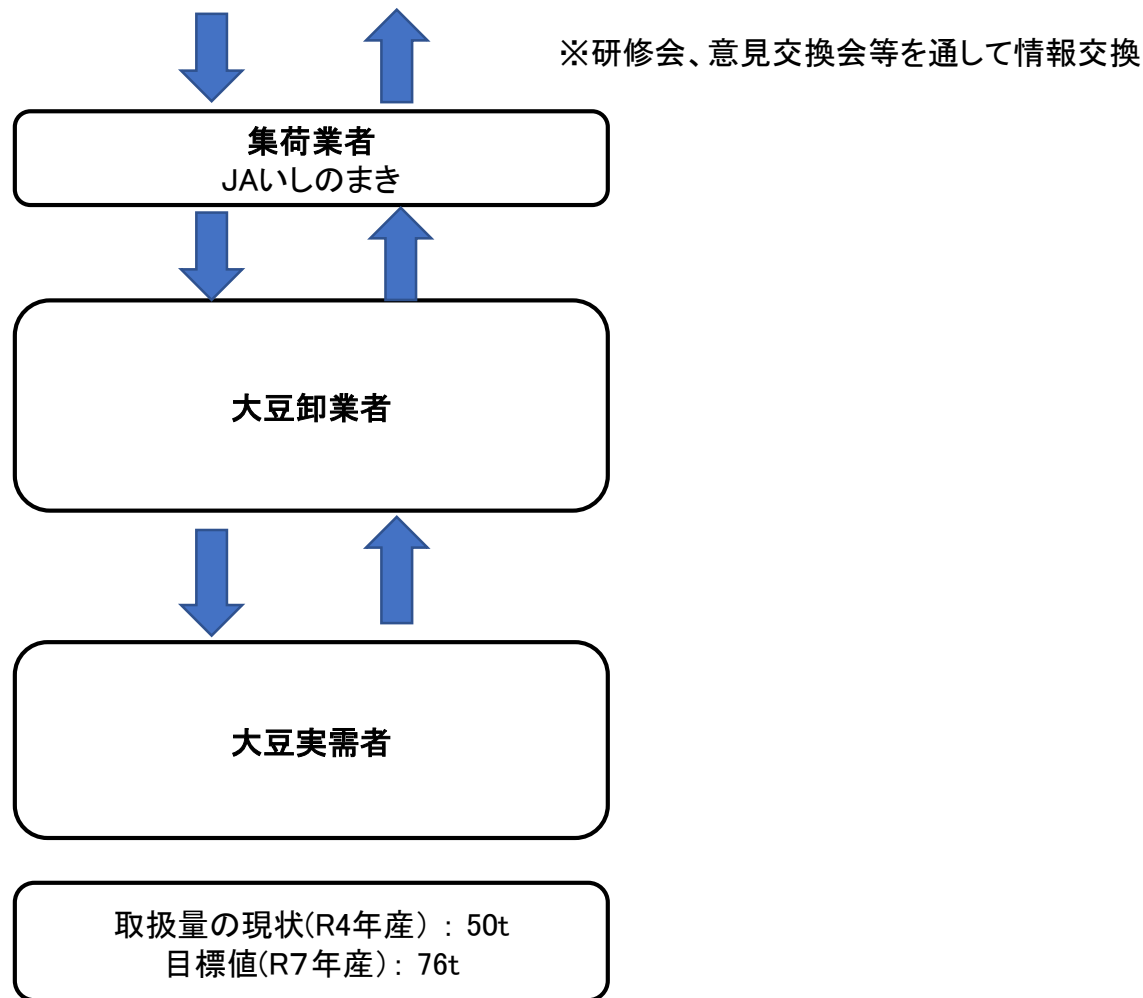 ※研修会、意見交換会等を通して情報交換
集荷業者
JAいしのまき
大豆卸業者
大豆実需者
取扱量の現状(R4年産）: 50t
目標値(R７年産）: 76t